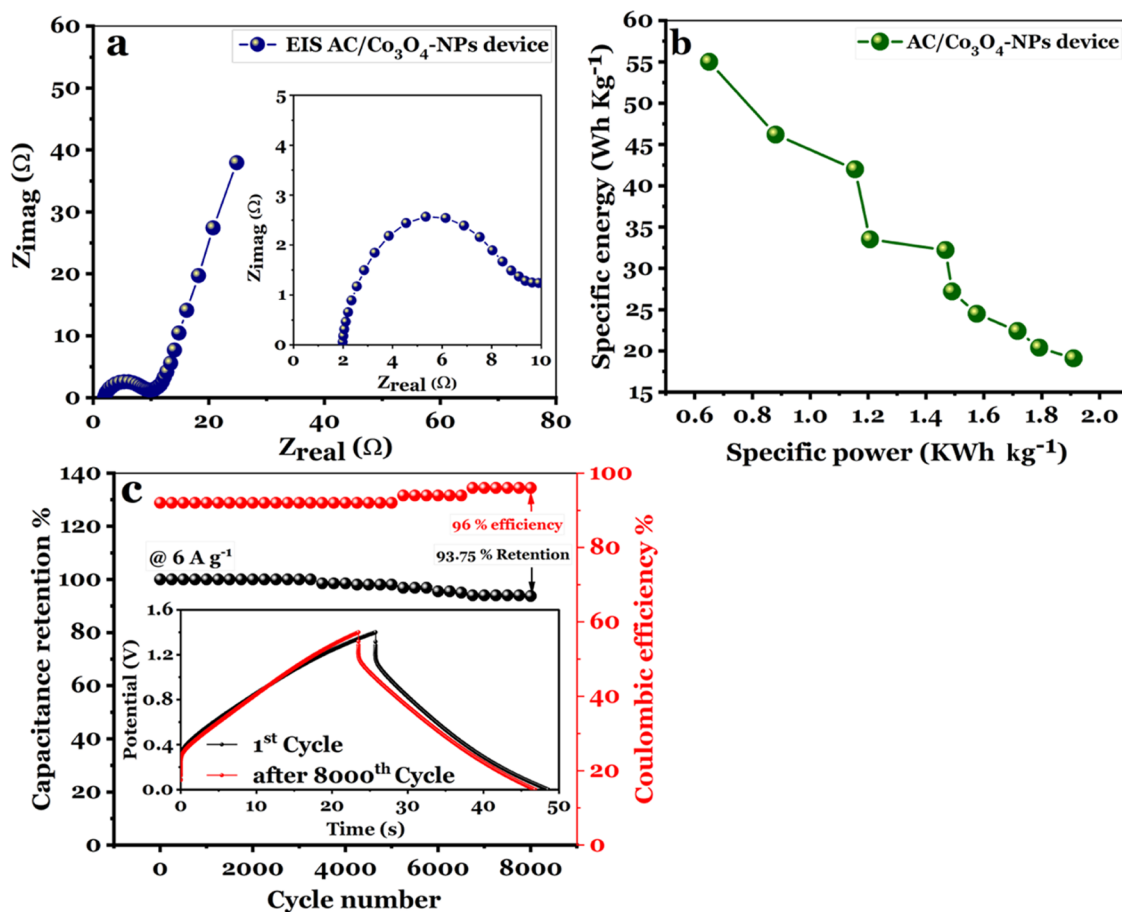 a
EIS AC/Co₃O₄-NPs device
60
50
40
30
20
10
0
Zimag (Ω)
0 20 40 60 80
Zreal (Ω)
5
4
3
2
1
0
Zimag (Ω)
0 2 4 6 8 10
Zreal (Ω)
b
AC/Co₃O₄-NPs device
60
55
50
45
40
35
30
25
20
15
Specific energy (Wh Kg⁻¹)
0.6 0.8 1.0 1.2 1.4 1.6 1.8 2.0
Specific power (KWh kg⁻¹)
c
140
120
100
80
60
40
20
0
Capacitance retention %
@ 6 A g⁻¹
96 % efficiency
93.75 % Retention
100
80
60
40
20
0
Coulombic efficiency %
1.6
1.2
0.8
0.4
0.0
Potential (V)
1ˢᵗ Cycle
after 8000ᵗʰ Cycle
0 10 20 30 40 50
Time (s)
0 2000 4000 6000 8000
Cycle number